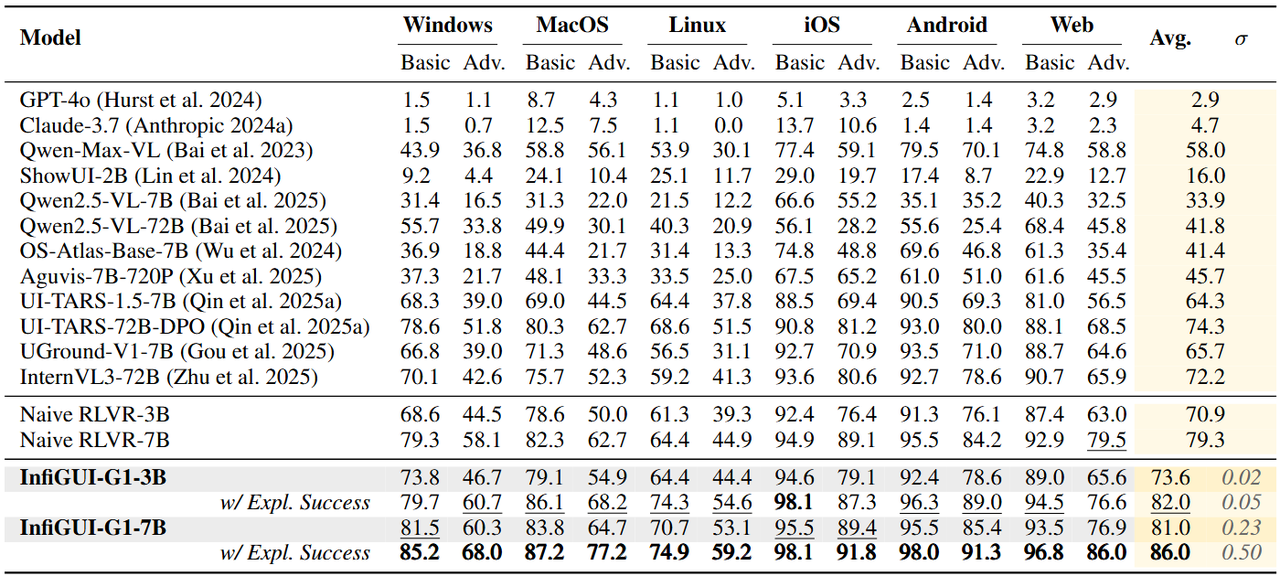 Model Windows MacOS Linux iOS Android Web Avg. σ
Basic Adv. Basic Adv. Basic Adv. Basic Adv. Basic Adv. Basic Adv.
GPT-4o (Hurst et al. 2024) 1.5 1.1 8.7 4.3 1.1 1.0 5.1 3.3 2.5 1.4 3.2 2.9 2.9
Claude-3.7 (Anthropic 2024a) 1.5 0.7 12.5 7.5 1.1 0.0 13.7 10.6 1.4 1.4 3.2 2.3 4.7
Qwen-Max-VL (Bai et al. 2023) 43.9 36.8 58.8 56.1 53.9 30.1 77.4 59.1 79.5 70.1 74.8 58.8 58.0
ShowUI-2B (Lin et al. 2024) 9.2 4.4 24.1 10.4 25.1 11.7 29.0 19.7 17.4 8.7 22.9 12.7 16.0
Qwen2.5-VL-7B (Bai et al. 2025) 31.4 16.5 31.3 22.0 21.5 12.2 66.6 55.2 35.1 35.2 40.3 32.5 33.9
Qwen2.5-VL-72B (Bai et al. 2025) 55.7 33.8 49.9 30.1 40.3 20.9 56.1 28.2 55.6 25.4 68.4 45.8 41.8
OS-Atlas-Base-7B (Wu et al. 2024) 36.9 18.8 44.4 21.7 31.4 13.3 74.8 48.8 69.6 46.8 61.3 35.4 41.4
Aguvis-7B-720P (Xu et al. 2025) 37.3 21.7 48.1 33.3 33.5 25.0 67.5 65.2 61.0 51.0 61.6 45.5 45.7
UI-TARS-1.5-7B (Qin et al. 2025a) 68.3 39.0 69.0 44.5 64.4 37.8 88.5 69.4 90.5 69.3 81.0 56.5 64.3
UI-TARS-72B-DPO (Qin et al. 2025a) 78.6 51.8 80.3 62.7 68.6 51.5 90.8 81.2 93.0 80.0 88.1 68.5 74.3
UGround-V1-7B (Gou et al. 2025) 66.8 39.0 71.3 48.6 56.5 31.1 92.7 70.9 93.5 71.0 88.7 64.6 65.7
InternVL3-72B (Zhu et al. 2025) 70.1 42.6 75.7 52.3 59.2 41.3 93.6 80.6 92.7 78.6 90.7 65.9 72.2
Naive RLVR-3B 68.6 44.5 78.6 50.0 61.3 39.3 92.4 76.4 91.3 76.1 87.4 63.0 70.9
Naive RLVR-7B 79.3 58.1 82.3 62.7 64.4 44.9 94.9 89.1 95.5 84.2 92.9 79.5 79.3
InfiGUI-G1-3B 73.8 46.7 79.1 54.9 64.4 44.4 94.6 79.1 92.4 78.6 89.0 65.6 73.6 0.02
w/ Expl. Success 79.7 60.7 86.1 68.2 74.3 54.6 98.1 87.3 96.3 89.0 94.5 76.6 82.0 0.05
InfiGUI-G1-7B 81.5 60.3 83.8 64.7 70.7 53.1 95.5 89.4 95.5 85.4 93.5 76.9 81.0 0.23
w/ Expl. Success 85.2 68.0 87.2 77.2 74.9 59.2 98.1 91.8 98.0 91.3 96.8 86.0 86.0 0.50